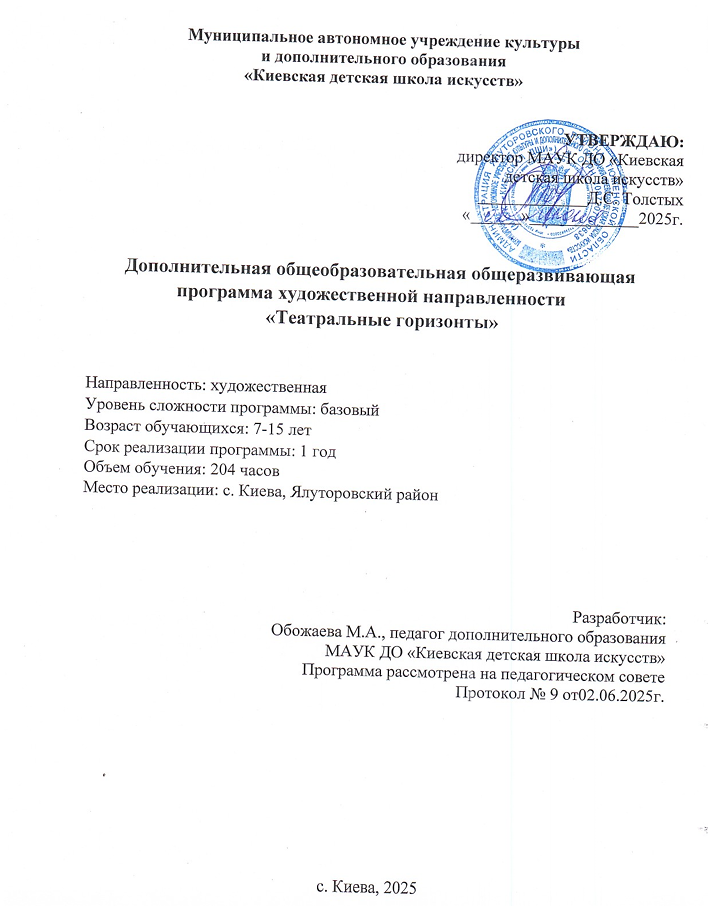 Муниципальное автономное учреждение культуры
и дополнительного образования
«Киевская детская школа искусств»
УТВЕРЖДАЮ:
директор МАУК ДО «Киевская
детская школа искусств»
Д.С. Толстых
« » 2025г.
Дополнительная общеобразовательная общеразвивающая
программа художественной направленности
«Театральные горизонты»
Направленность: художественная
Уровень сложности программы: базовый
Возраст обучающихся: 7-15 лет
Срок реализации программы: 1 год
Объем обучения: 204 часов
Место реализации: с. Киева, Ялуторовский район
Разработчик:
Обожаева М.А., педагог дополнительного образования
МАУК ДО «Киевская детская школа искусств»
Программа рассмотрена на педагогическом совете
Протокол № 9 от02.06.2025г.
с. Киева, 2025